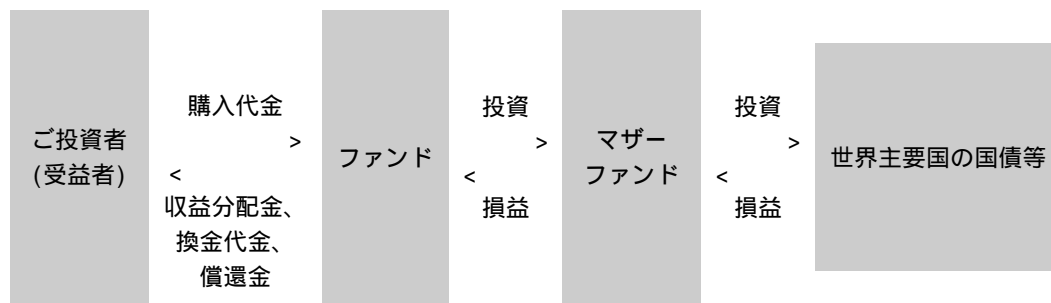 ご投資者
(受益者)
購入代金
>
<
収益分配金、
換金代金、
償還金
ファンド
投資
>
<
損益
マザー
ファンド
投資
>
<
損益
世界主要国の国債等